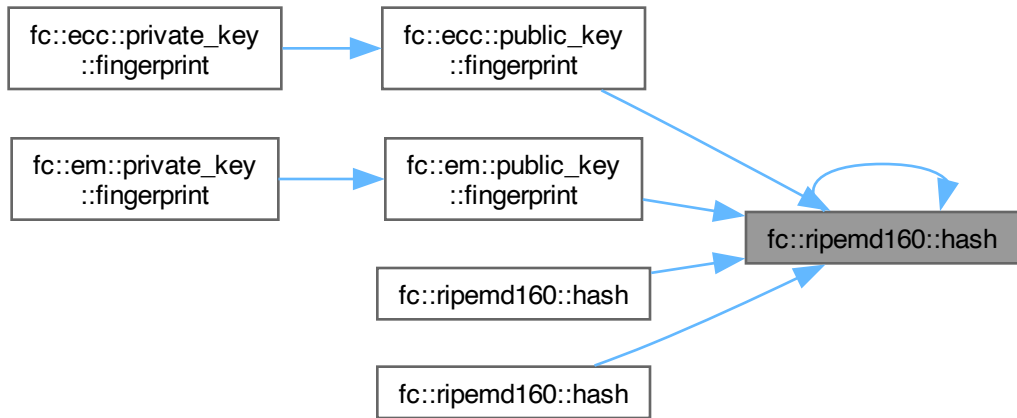 fc::ecc::private_key
::fingerprint
fc::ecc::public_key
::fingerprint
fc::em::private_key
::fingerprint
fc::em::public_key
::fingerprint
fc::ripemd160::hash
fc::ripemd160::hash
fc::ripemd160::hash